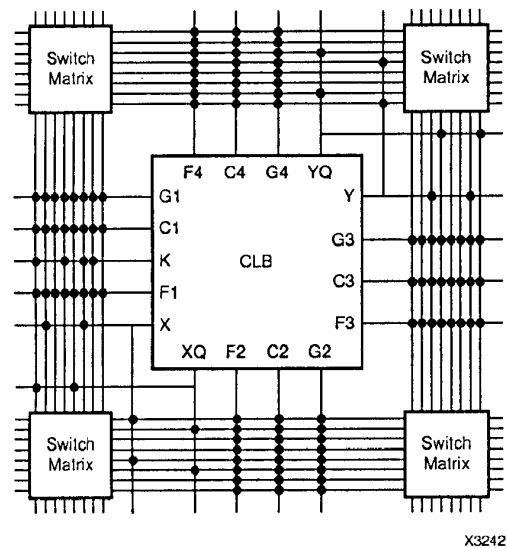 Switch
Matrix
Switch
Matrix
F4 C4 G4 YQ
G1
Y
C1
G3
K
CLB
C3
F1
X
F3
XQ F2 C2 G2
Switch
Matrix
Switch
Matrix
X3242